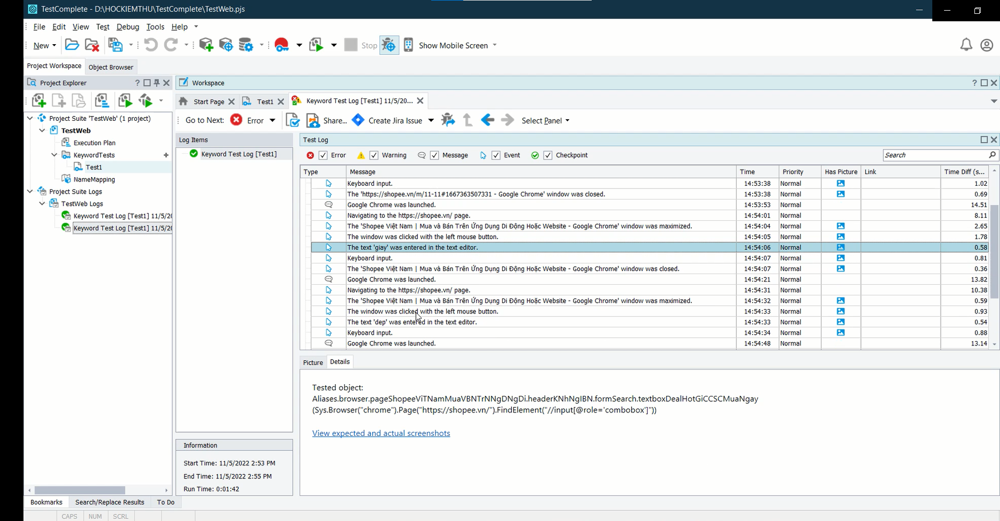 TestComplete - D:\HOCKIEMTHU\TestComplete\TestWeb.pjs
File Edit View Test Debug Tools Help
New Stop Show Mobile Screen
Project Workspace Object Browser
Project Explorer
Workspace
Start Page Test1 Keyword Test Log [Test1] 11/5/20...
Project Suite 'TestWeb' (1 project)
TestWeb
Execution Plan
KeywordTests
Test1
NameMapping
Project Suite Logs
TestWeb Logs
Keyword Test Log [Test1] 11/5/20
Keyword Test Log [Test1] 11/5/20
Go to Next: Error Share... Create Jira Issue Select Panel
Log Items
Keyword Test Log [Test1]
Test Log
Error Warning Message Event Checkpoint Search
Type Message Time Priority Has Picture Link Time Diff (s...
Keyboard input. 14:53:38 Normal 1.02
The 'https://shopee.vn/m/11-11#1667363507331 - Google Chrome' window was closed. 14:53:38 Normal 0.69
Google Chrome was launched. 14:53:53 Normal 14.51
Navigating to the https://shopee.vn/ page. 14:54:01 Normal 8.11
The 'Shopee Việt Nam | Mua và Bán Trên Ứng Dụng Di Động Hoặc Website - Google Chrome' window was maximized. 14:54:04 Normal 2.65
The window was clicked with the left mouse button. 14:54:05 Normal 1.78
The text 'giay' was entered in the text editor. 14:54:06 Normal 0.58
Keyboard input. 14:54:07 Normal 0.81
The 'Shopee Việt Nam | Mua và Bán Trên Ứng Dụng Di Động Hoặc Website - Google Chrome' window was closed. 14:54:07 Normal 0.36
Google Chrome was launched. 14:54:21 Normal 13.82
Navigating to the https://shopee.vn/ page. 14:54:31 Normal 10.38
The 'Shopee Việt Nam | Mua và Bán Trên Ứng Dụng Di Động Hoặc Website - Google Chrome' window was maximized. 14:54:32 Normal 0.59
The window was clicked with the left mouse button. 14:54:33 Normal 0.93
The text 'dep' was entered in the text editor. 14:54:33 Normal 0.54
Keyboard input. 14:54:34 Normal 0.88
Google Chrome was launched. 14:54:48 Normal 13.14
Picture Details
Tested object:
Aliases.browser.pageShopeeViTNamMuaVBNTrNNgDNgDi.headerKNhNgIBN.formSearch.textboxDealHotGiCCSCMuaNgay
(Sys.Browser("chrome").Page("https://shopee.vn/").FindElement("//input[@role='combobox']"))
View expected and actual screenshots
Information
Start Time: 11/5/2022 2:53 PM
End Time: 11/5/2022 2:55 PM
Run Time: 0:01:42
Bookmarks Search/Replace Results To Do
CAPS NUM SCRL